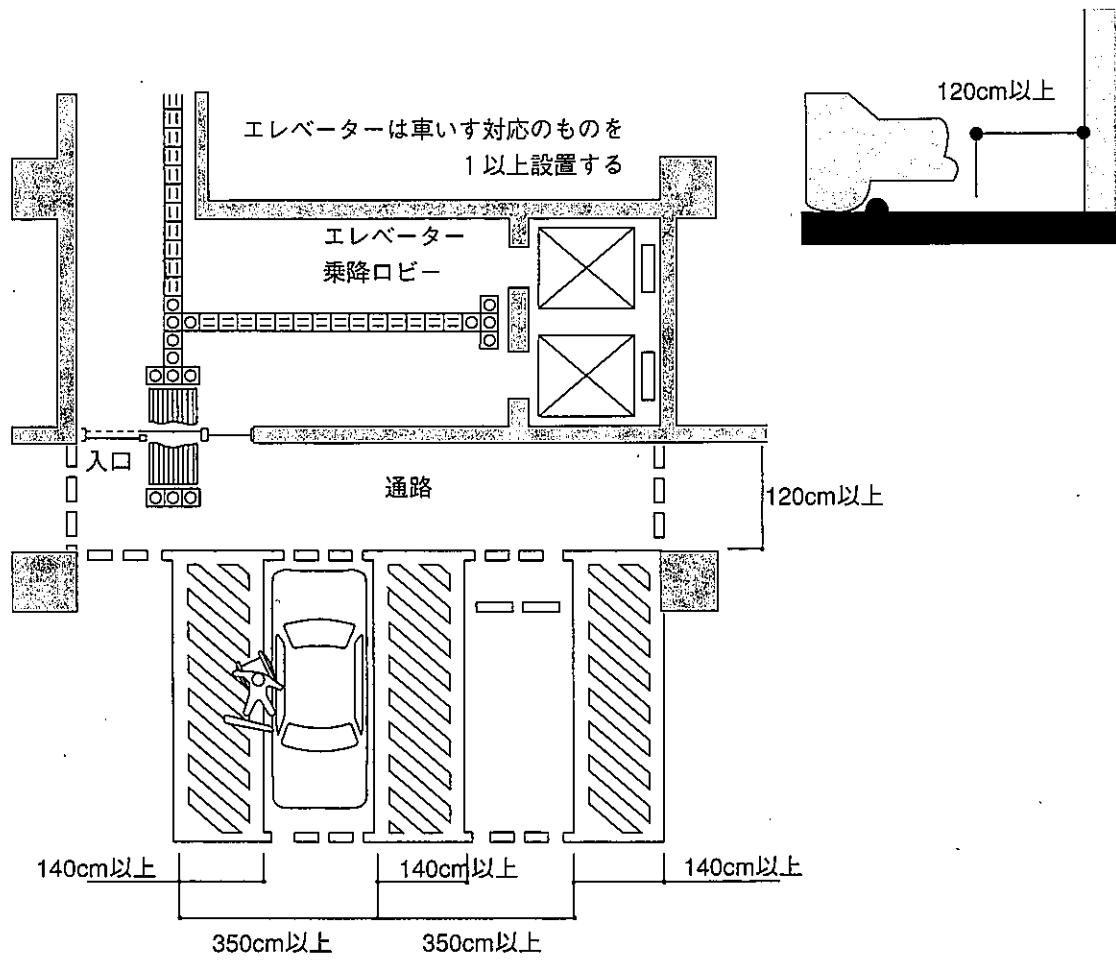 120cm以上
エレベーターは車いす対応のものを
1以上設置する
エレベーター
乗降ロビー
入口
通路
120cm以上
140cm以上
140cm以上
140cm以上
350cm以上
350cm以上